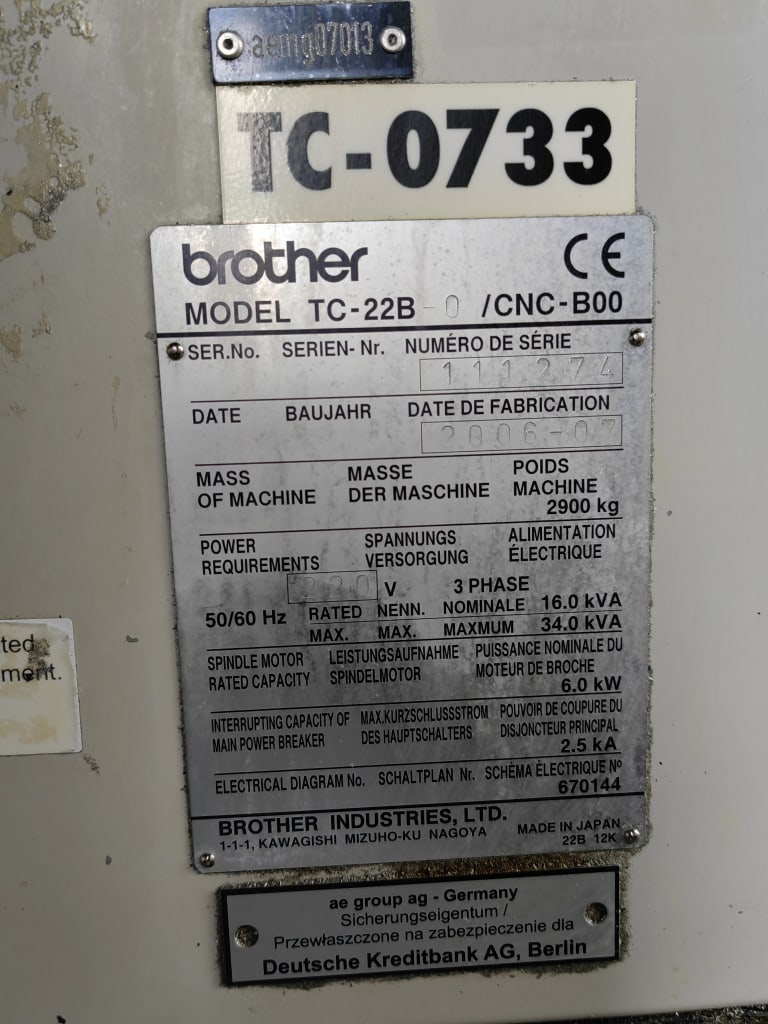 aemg07013
TC-0733
brother CE
MODEL TC-22B-0 /CNC-B00
SER.No. SERIEN- Nr. NUMÉRO DE SÉRIE
111274
DATE BAUJAHR DATE DE FABRICATION
2006-07
MASS MASSE POIDS
OF MACHINE DER MASCHINE MACHINE
2900 kg
POWER SPANNUNGS ALIMENTATION
REQUIREMENTS VERSORGUNG ÉLECTRIQUE
220 V 3 PHASE
50/60 Hz RATED NENN. NOMINALE 16.0 kVA
MAX. MAX. MAXMUM 34.0 kVA
SPINDLE MOTOR LEISTUNGSAUFNAHME PUISSANCE NOMINALE DU
RATED CAPACITY SPINDELMOTOR MOTEUR DE BROCHE
6.0 kW
INTERRUPTING CAPACITY OF MAX.KURZSCHLUSSSTROM POUVOIR DE COUPURE DU
MAIN POWER BREAKER DES HAUPTSCHALTERS DISJONCTEUR PRINCIPAL
2.5 kA
ELECTRICAL DIAGRAM No. SCHALTPLAN Nr. SCHÉMA ÉLECTRIQUE Nº
670144
BROTHER INDUSTRIES, LTD.
1-1-1, KAWAGISHI MIZUHO-KU NAGOYA MADE IN JAPAN
22B 12K
ted
ment.
ae group ag - Germany
Sicherungseigentum /
Przewłaszczone na zabezpieczenie dla
Deutsche Kreditbank AG, Berlin